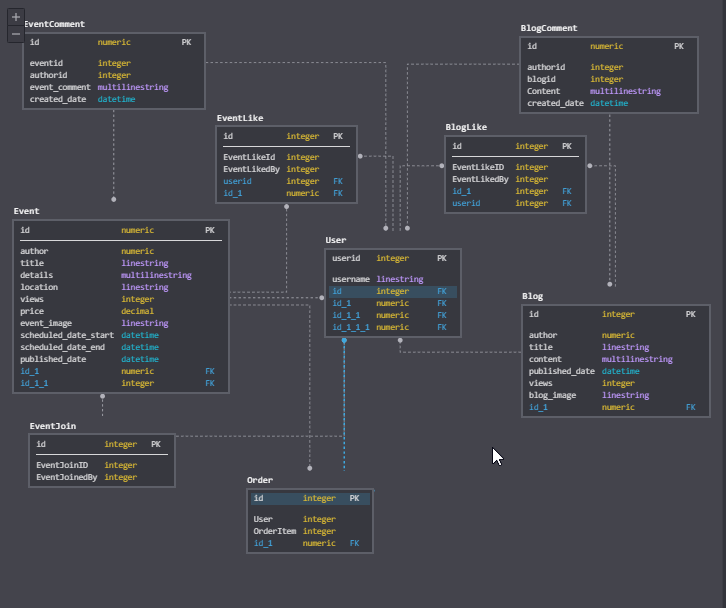 EventComment
id numeric PK
eventid integer
authorid integer
event_comment multilinestring
created_date datetime
BlogComment
id numeric PK
authorid integer
blogid integer
Content multilinestring
created_date datetime
EventLike
id integer PK
EventLikeId integer
EventLikedBy integer
userid integer FK
id_1 numeric FK
BlogLike
id integer PK
EventLikeID integer
EventLikedBy integer
id_1 integer FK
userid integer FK
Event
id numeric PK
author numeric
title linestring
details multilinestring
location linestring
views integer
price decimal
event_image linestring
scheduled_date_start datetime
scheduled_date_end datetime
published_date datetime
id_1 numeric FK
id_1_1 integer FK
User
userid integer PK
username linestring
id integer FK
id_1 numeric FK
id_1_1 numeric FK
id_1_1_1 numeric FK
Blog
id integer PK
author numeric
title linestring
content multilinestring
published_date datetime
views integer
blog_image linestring
id_1 numeric FK
EventJoin
id integer PK
EventJoinID integer
EventJoinedBy integer
Order
id integer PK
User integer
OrderItem integer
id_1 numeric FK